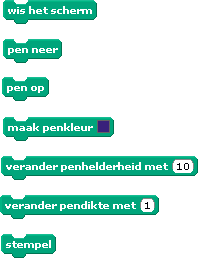 wis het scherm
pen neer
pen op
maak penkleur
verander penhelderheid met 10
verander pendikte met 1
stempel